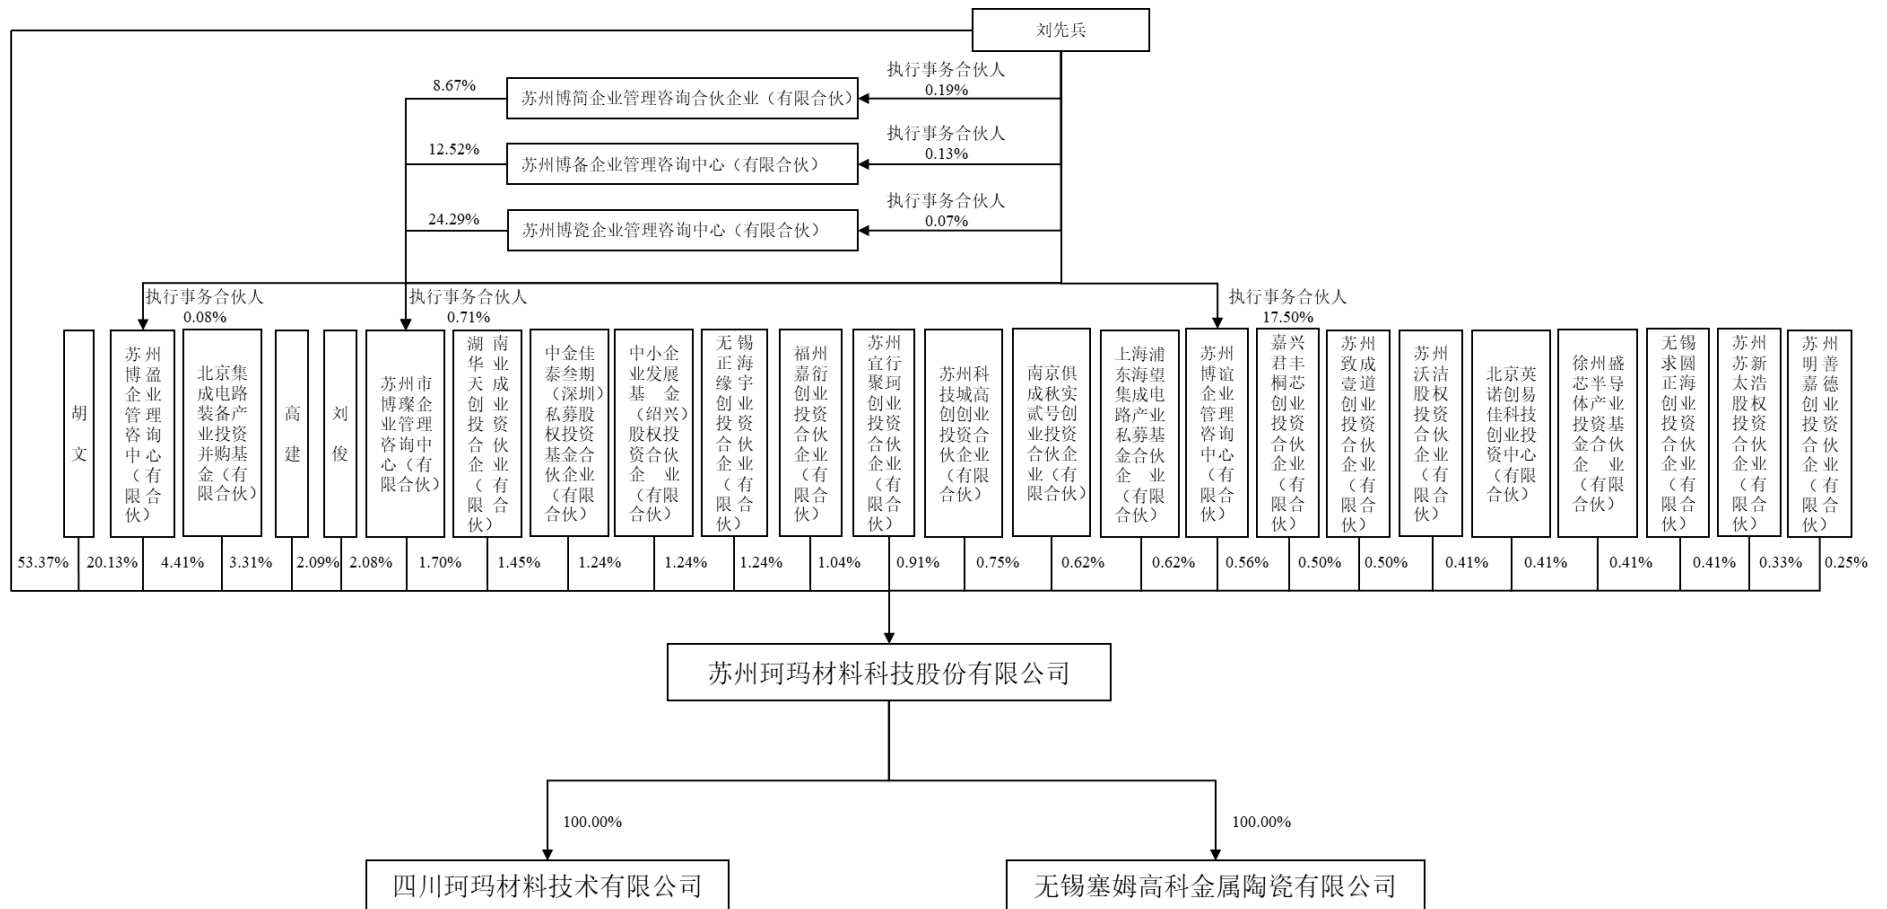 刘先兵
执行事务合伙人
0.19%
8.67%
苏州博简企业管理咨询合伙企业（有限合伙）
执行事务合伙人
0.13%
12.52%
苏州博备企业管理咨询中心（有限合伙）
执行事务合伙人
0.07%
24.29%
苏州博瓷企业管理咨询中心（有限合伙）
执行事务合伙人
0.08%
执行事务合伙人
0.71%
执行事务合伙人
17.50%
胡
文
苏州
博盈
企业
管理
咨询
中心
（有
限合
伙）
北京集
成电路
装备产
业投资
并购基
金（有
限合伙）
高
建
刘
俊
苏州市
博璨企
业管理
咨询中
心（有
限合伙）
湖南
华业
天成
创业
投资
合伙
企业
（有
限合
伙）
中金佳
泰叁期
（深圳）
私募股
权投资
基金合
伙企业
（有限
合伙）
中小企
业发展
基金
（绍兴）
股权投
资合伙
企业
（有限
合伙）
无锡
正海
缘宇
创业
投资
合伙
企业
（有
限合
伙）
福州
嘉衍
创业
投资
合伙
企业
（有
限合
伙）
苏州
宜行
聚珂
创业
投资
合伙
企业
（有
限合
伙）
苏州科
技城高
创创业
投资合
伙企业
（有限
合伙）
南京俱
成秋实
贰号创
业投资
合伙企
业（有
限合伙）
上海浦
东海望
集成电
路产业
私募基
金合伙
企业
（有限
合伙）
苏州
博谊
企业
管理
咨询
中心
（有
限合
伙）
嘉兴
君丰
桐芯
创业
投资
合伙
企业
（有
限合
伙）
苏州
致成
壹道
创业
投资
合伙
企业
（有
限合
伙）
苏州
沃洁
股权
投资
合伙
企业
（有
限合
伙）
北京英
诺创易
佳科技
创业投
资中心
（有限
合伙）
徐州盛
芯半导
体产业
投资基
金合伙
企业
（有限
合伙）
无锡
求圆
正海
创业
投资
合伙
企业
（有
限合
伙）
苏州
苏新
太浩
股权
投资
合伙
企业
（有
限合
伙）
苏州
明善
嘉德
创业
投资
合伙
企业
（有
限合
伙）
53.37%
20.13%
4.41%
3.31%
2.09%
2.08%
1.70%
1.45%
1.24%
1.24%
1.24%
1.04%
0.91%
0.75%
0.62%
0.62%
0.56%
0.50%
0.50%
0.41%
0.41%
0.41%
0.41%
0.33%
0.25%
苏州珂玛材料科技股份有限公司
100.00%
100.00%
四川珂玛材料技术有限公司
无锡塞姆高科金属陶瓷有限公司